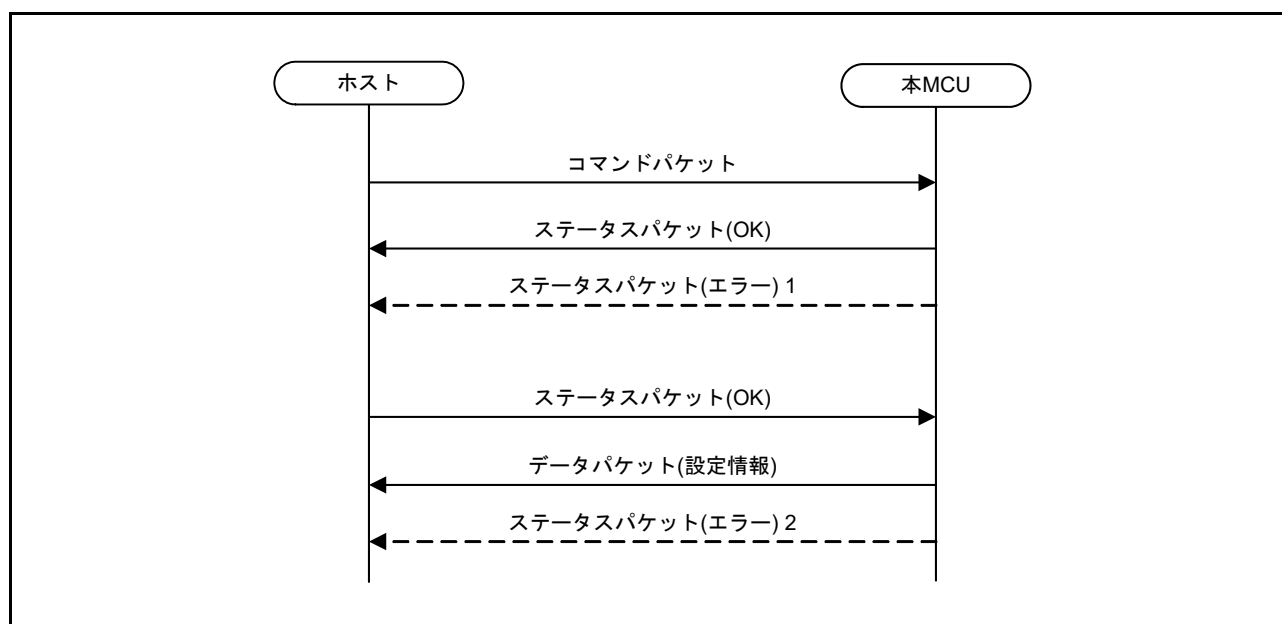 ホスト
本MCU
コマンドパケット
ステータスパケット(OK)
ステータスパケット(エラー) 1
ステータスパケット(OK)
データパケット(設定情報)
ステータスパケット(エラー) 2